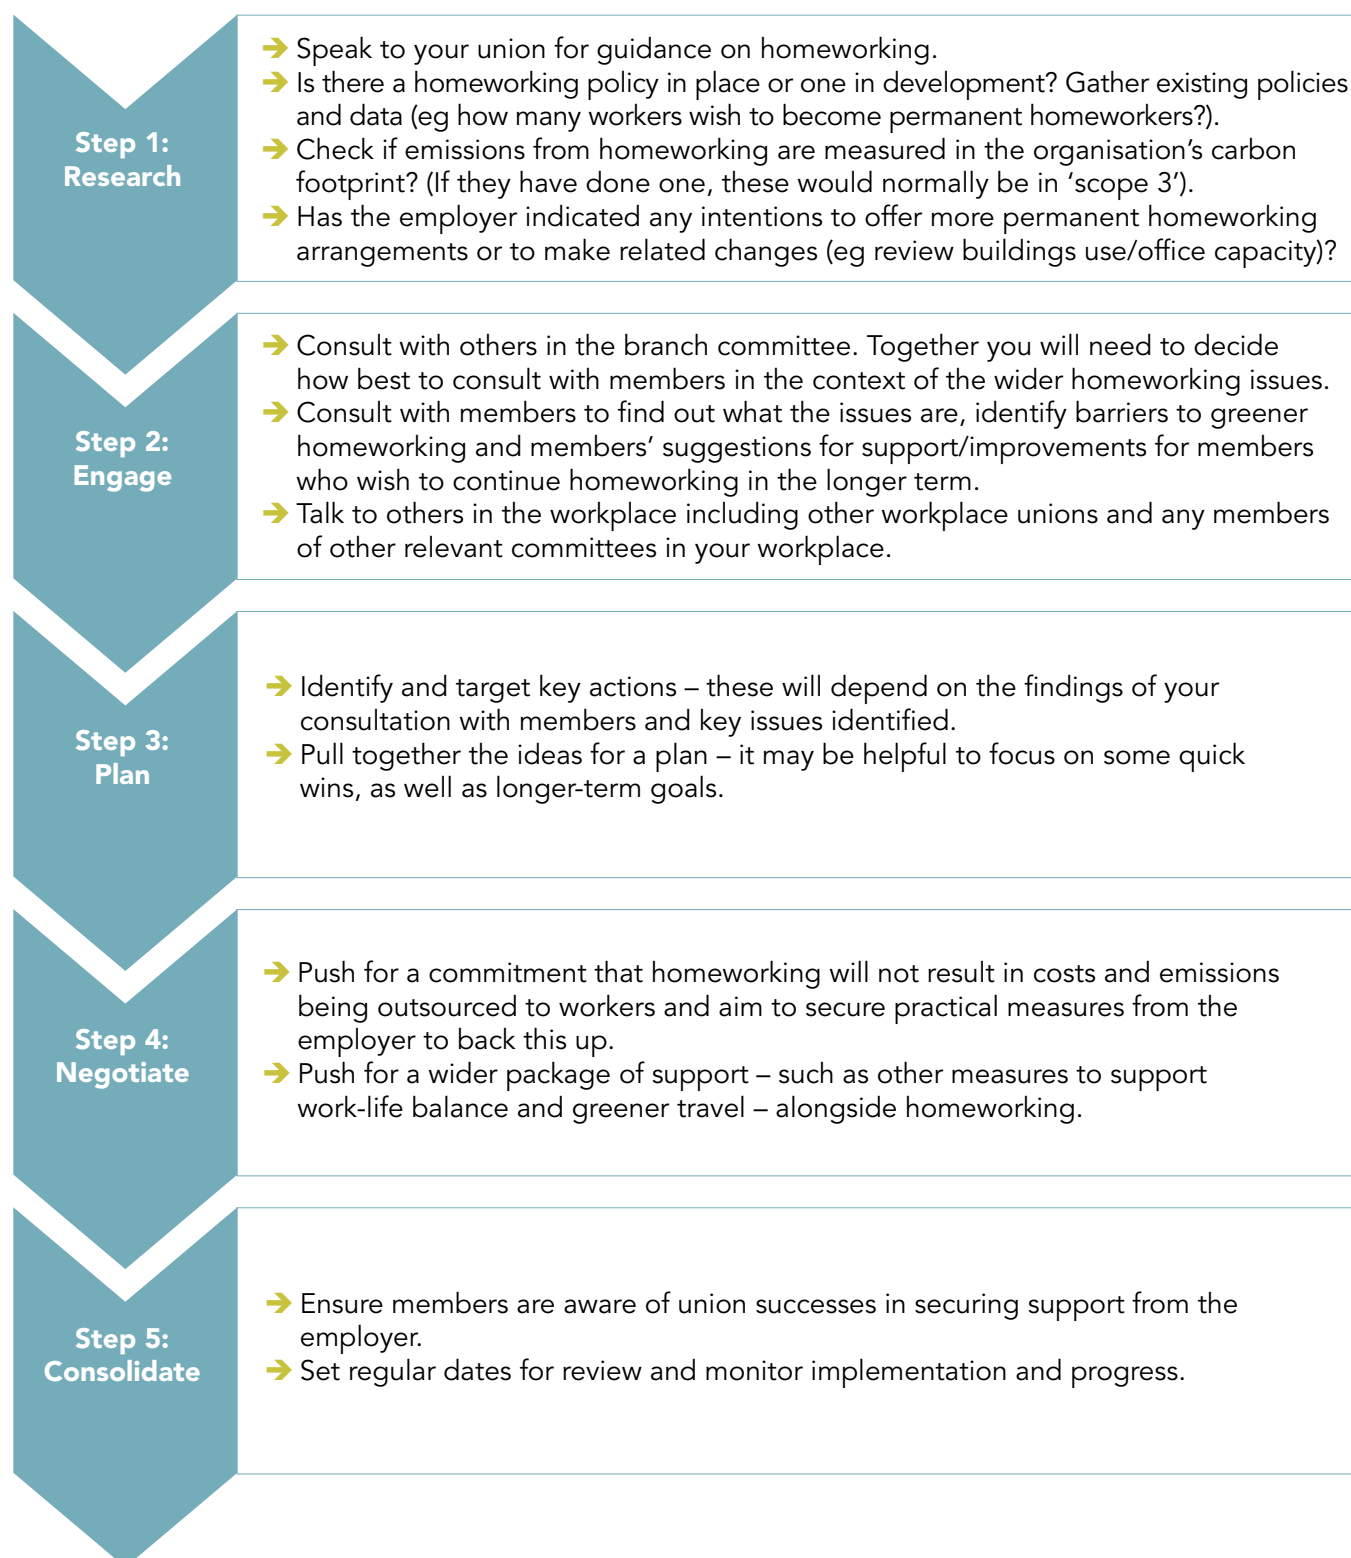 Step 1:
Research
➔ Speak to your union for guidance on homeworking.
➔ Is there a homeworking policy in place or one in development? Gather existing policies
and data (eg how many workers wish to become permanent homeworkers?).
➔ Check if emissions from homeworking are measured in the organisation’s carbon
footprint? (If they have done one, these would normally be in ‘scope 3’).
➔ Has the employer indicated any intentions to offer more permanent homeworking
arrangements or to make related changes (eg review buildings use/office capacity)?
Step 2:
Engage
➔ Consult with others in the branch committee. Together you will need to decide
how best to consult with members in the context of the wider homeworking issues.
➔ Consult with members to find out what the issues are, identify barriers to greener
homeworking and members’ suggestions for support/improvements for members
who wish to continue homeworking in the longer term.
➔ Talk to others in the workplace including other workplace unions and any members
of other relevant committees in your workplace.
Step 3:
Plan
➔ Identify and target key actions – these will depend on the findings of your
consultation with members and key issues identified.
➔ Pull together the ideas for a plan – it may be helpful to focus on some quick
wins, as well as longer-term goals.
Step 4:
Negotiate
➔ Push for a commitment that homeworking will not result in costs and emissions
being outsourced to workers and aim to secure practical measures from the
employer to back this up.
➔ Push for a wider package of support – such as other measures to support
work-life balance and greener travel – alongside homeworking.
Step 5:
Consolidate
➔ Ensure members are aware of union successes in securing support from the
employer.
➔ Set regular dates for review and monitor implementation and progress.